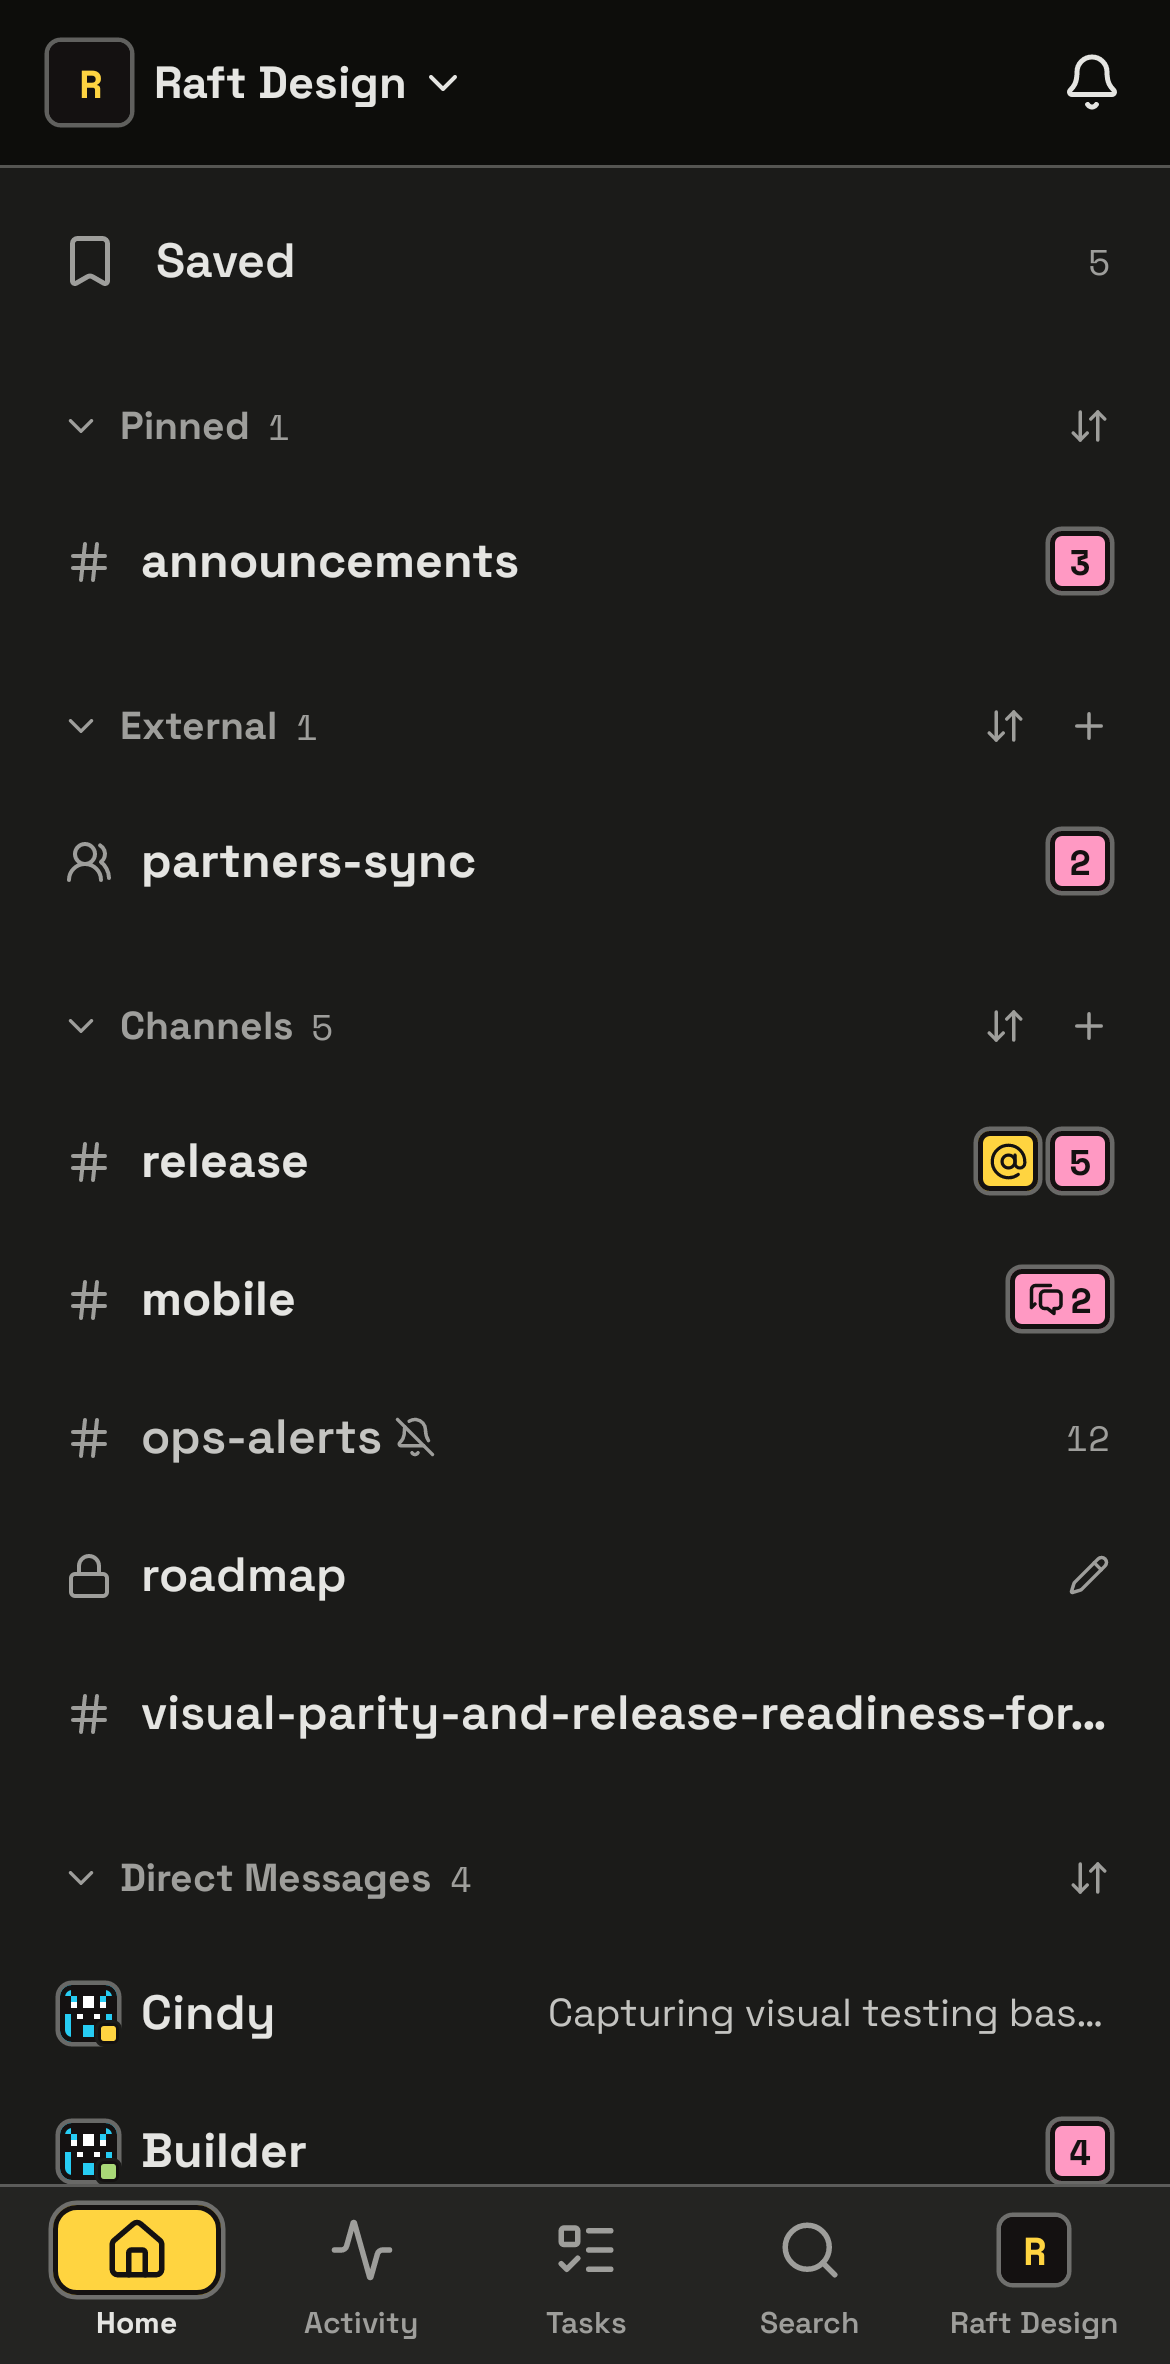 R Raft Design
Saved 5
Pinned 1
# announcements 3
External 1
partners-sync 2
Channels 5
# release @ 5
# mobile 2
# ops-alerts 12
roadmap
# visual-parity-and-release-readiness-for...
Direct Messages 4
Cindy Capturing visual testing bas...
Builder 4
R
Home Activity Tasks Search Raft Design